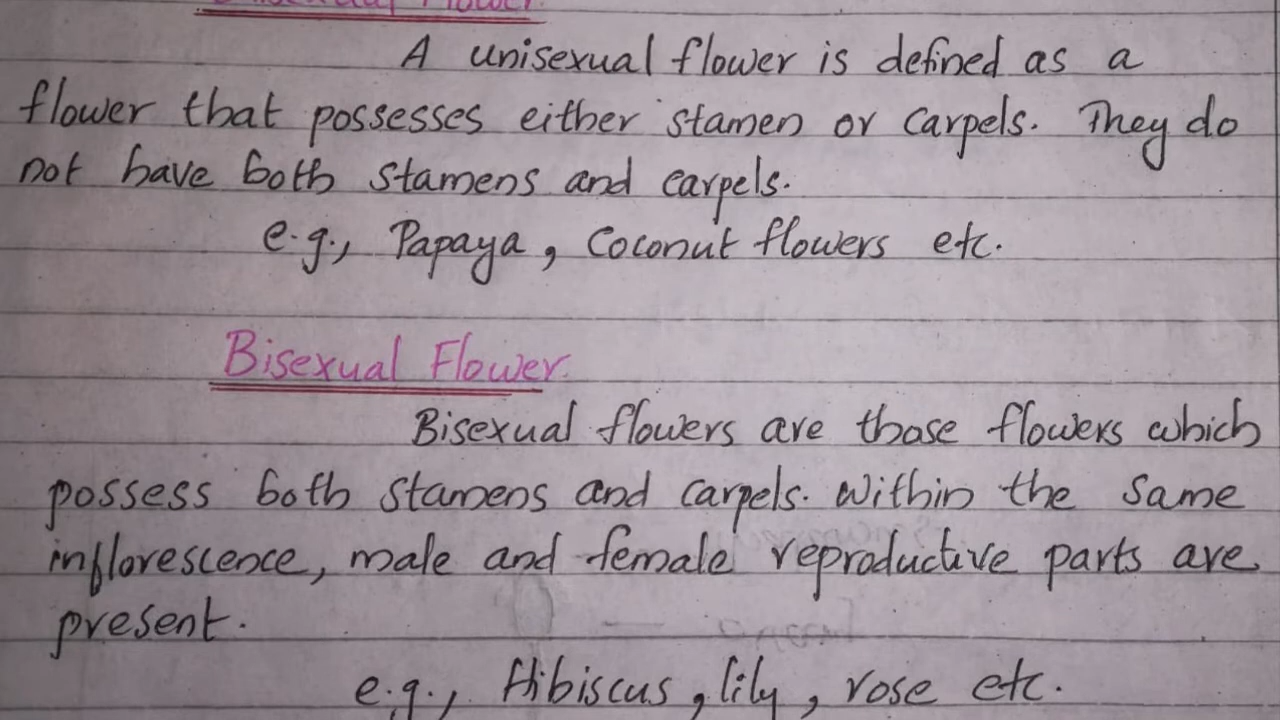 A unisexual flower is defined as a
flower that possesses either stamen or carpels. They do
not have both stamens and carpels.
e.g., Papaya, Coconut flowers etc.
Bisexual Flower.
Bisexual flowers are those flowers which
possess both stamens and carpels. Within the same
inflorescence, male and female reproductive parts are
present.
e.g., Hibiscus, lily, rose etc.